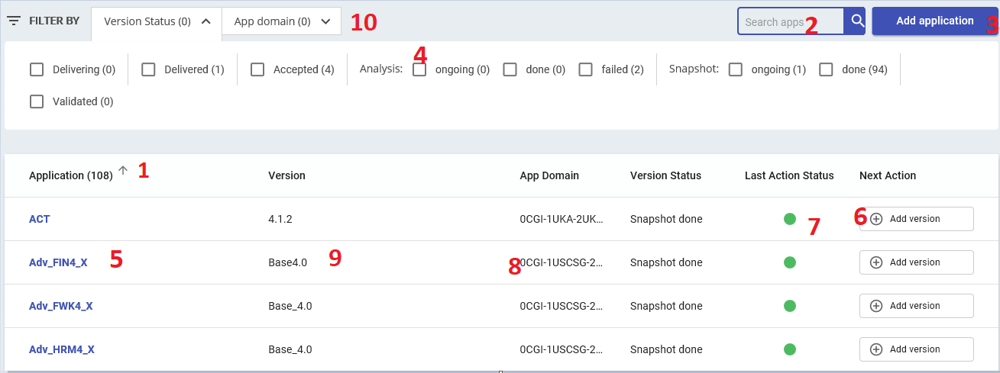 FILTER BY Version Status (0) App domain (0) 10 Search apps 2 Add application 3
4
Delivering (0) Delivered (1) Accepted (4) Analysis: ongoing (0) done (0) failed (2) Snapshot: ongoing (1) done (94)
Validated (0)
Application (108) 1 Version App Domain Version Status Last Action Status Next Action
ACT 4.1.2 0CGI-1UKA-2UK... Snapshot done 7 6 Add version
Adv_FIN4_X 5 Base4.0 9 8 0CGI-1USCSG-2... Snapshot done Add version
Adv_FWK4_X Base_4.0 0CGI-1USCSG-2... Snapshot done Add version
Adv_HRM4_X Base_4.0 0CGI-1USCSG-2... Snapshot done Add version